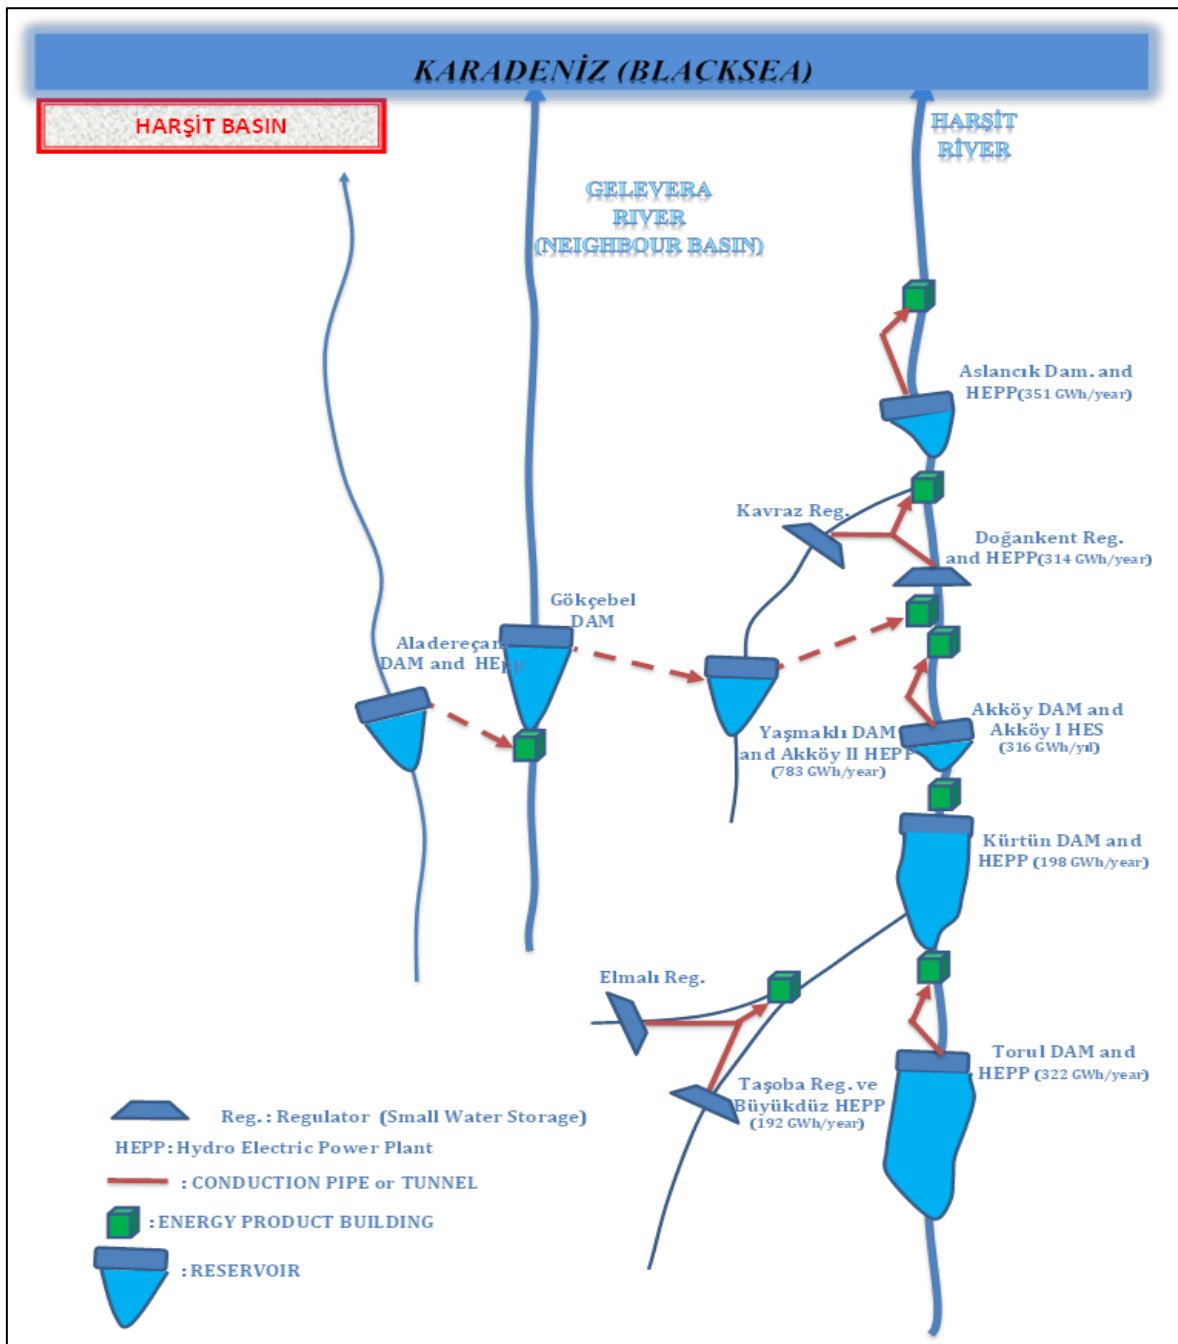 KARADENİZ (BLACKSEA)
HARŞİT BASIN
HARŞİT
RİVER
GELEVERA
RIVER
(NEIGHBOUR BASIN)
Aslancık Dam. and
HEPP(351 GWh/year)
Kavraz Reg.
Doğankent Reg.
and HEPP(314 GWh/year)
Gökçebel
DAM
Aladereçam
DAM and HEpp
Yaşmaklı DAM
and Akköy II HEPP
(783 GWh/year)
Akköy DAM and
Akköy I HES
(316 GWh/yıl)
Kürtün DAM and
HEPP (198 GWh/year)
Elmalı Reg.
Taşoba Reg. ve
Büyükdüz HEPP
(192 GWh/year)
Torul DAM and
HEPP (322 GWh/year)
Reg. : Regulator (Small Water Storage)
HEPP : Hydro Electric Power Plant
: CONDUCTION PIPE or TUNNEL
: ENERGY PRODUCT BUILDING
: RESERVOIR